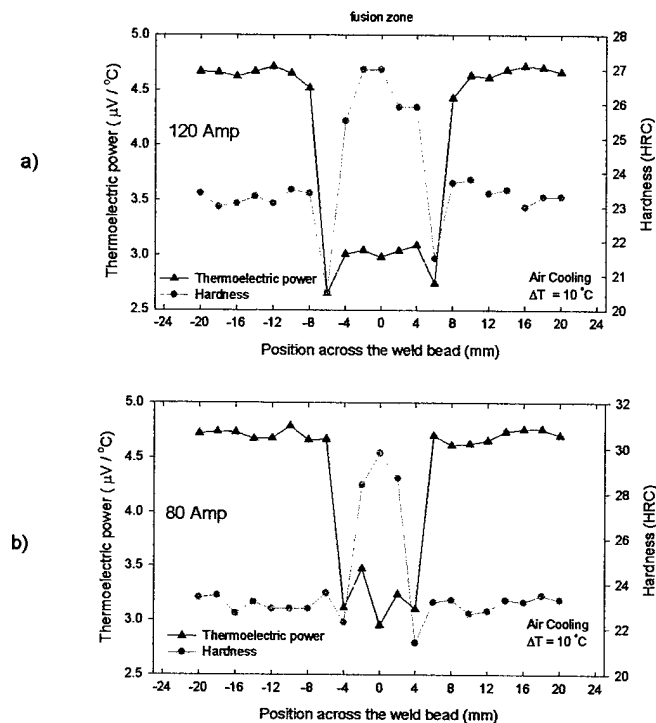 fusion zone
a)
Thermoelectric power ( μV / °C)
5.0
4.5
4.0
3.5
3.0
2.5
120 Amp
Thermoelectric power
Hardness
Air Cooling
ΔT = 10 °C
28
27
26
25
24
23
22
21
20
Hardness (HRC)
-24 -20 -16 -12 -8 -4 0 4 8 12 16 20 24
Position across the weld bead (mm)
b)
Thermoelectric power ( μV / °C)
5.0
4.5
4.0
3.5
3.0
2.5
80 Amp
Thermoelectric power
Hardness
Air Cooling
ΔT = 10 °C
32
30
28
26
24
22
20
Hardness (HRC)
-24 -20 -16 -12 -8 -4 0 4 8 12 16 20 24
Position across the weld bead (mm)